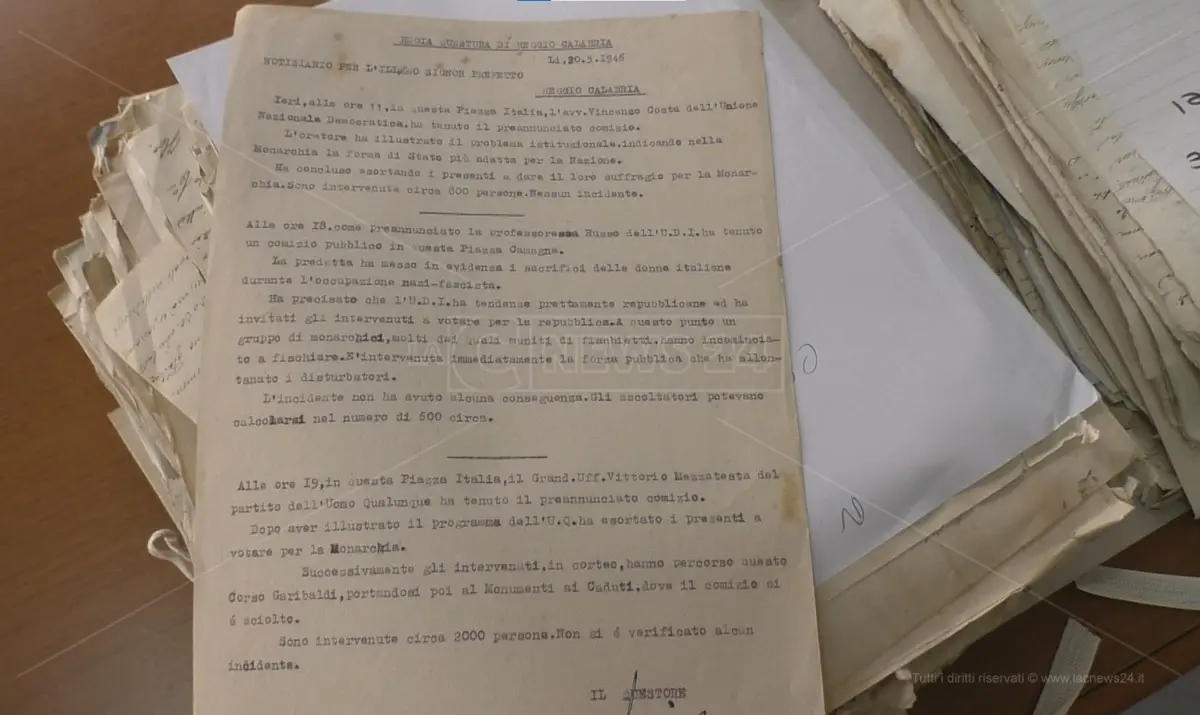 REGIA QUESTURA DI REGGIO CALABRIA
Li,20.5.1946
NOTIZIARIO PER L'ILL.MO SIGNOR PREFETTO
REGGIO CALABRIA
Ieri,alle ore 11,in questa Piazza Italia,l'avv.Vincenzo Costa dell'Unione
Nazionale Democratica.ha tenuto il preannunciato comizio.
L'oratore ha illustrato il problema istituzionale.indicando nella
Monarchia la forma di Stato più adatta per la Nazione.
Ha concluso esortando i presenti a dare il loro suffragio per la Monar-
chia.Sono intervenute circa 800 persone.Nessun incidente.
Alle ore 18,come preannunciato la professoressa Russo dell'U.D.I.ha tenuto
un comizio pubblico in questa Piazza Camagna.
La predetta ha messo in evidenza i sacrifici delle donne italiane
durante l'occupazione nazi-fascista.
Ha precisato che l'U.D.I.ha tendenze prettamente repubblicane ed ha
invitati gli intervenuti a votare per la repubblica.A questo punto un
gruppo di monarchici,molti dei quali muniti di fischietti.hanno incomincia-
to a fischiare.E'intervenuta immediatamente la forza pubblica che ha allon-
tanato i disturbatori.
L'incidente non ha avuto alcuna conseguenza.Gli ascoltatori potevano
calcolarsi nel numero di 500 circa.
Alle ore 19,in questa Piazza Italia,il Grand.Uff.Vittorio Mezzatesta del
partito dell'Uomo Qualunque ha tenuto il preannunciato comizio.
Dopo aver illustrato il programma dell'U.Q.ha esortato i presenti a
votare per la Monarchia.
Successivamente gli intervenuti,in corteo,hanno percorso questo
Corso Garibaldi,portandosi poi al Monumenti ai Caduti,dove il comizio si
é sciolto.
Sono intervenute circa 2000 persone.Non si é verificato alcun
incidente.
IL QUESTORE
LAC NEWS 24
Tutti i diritti riservati © www.lacnews24.it